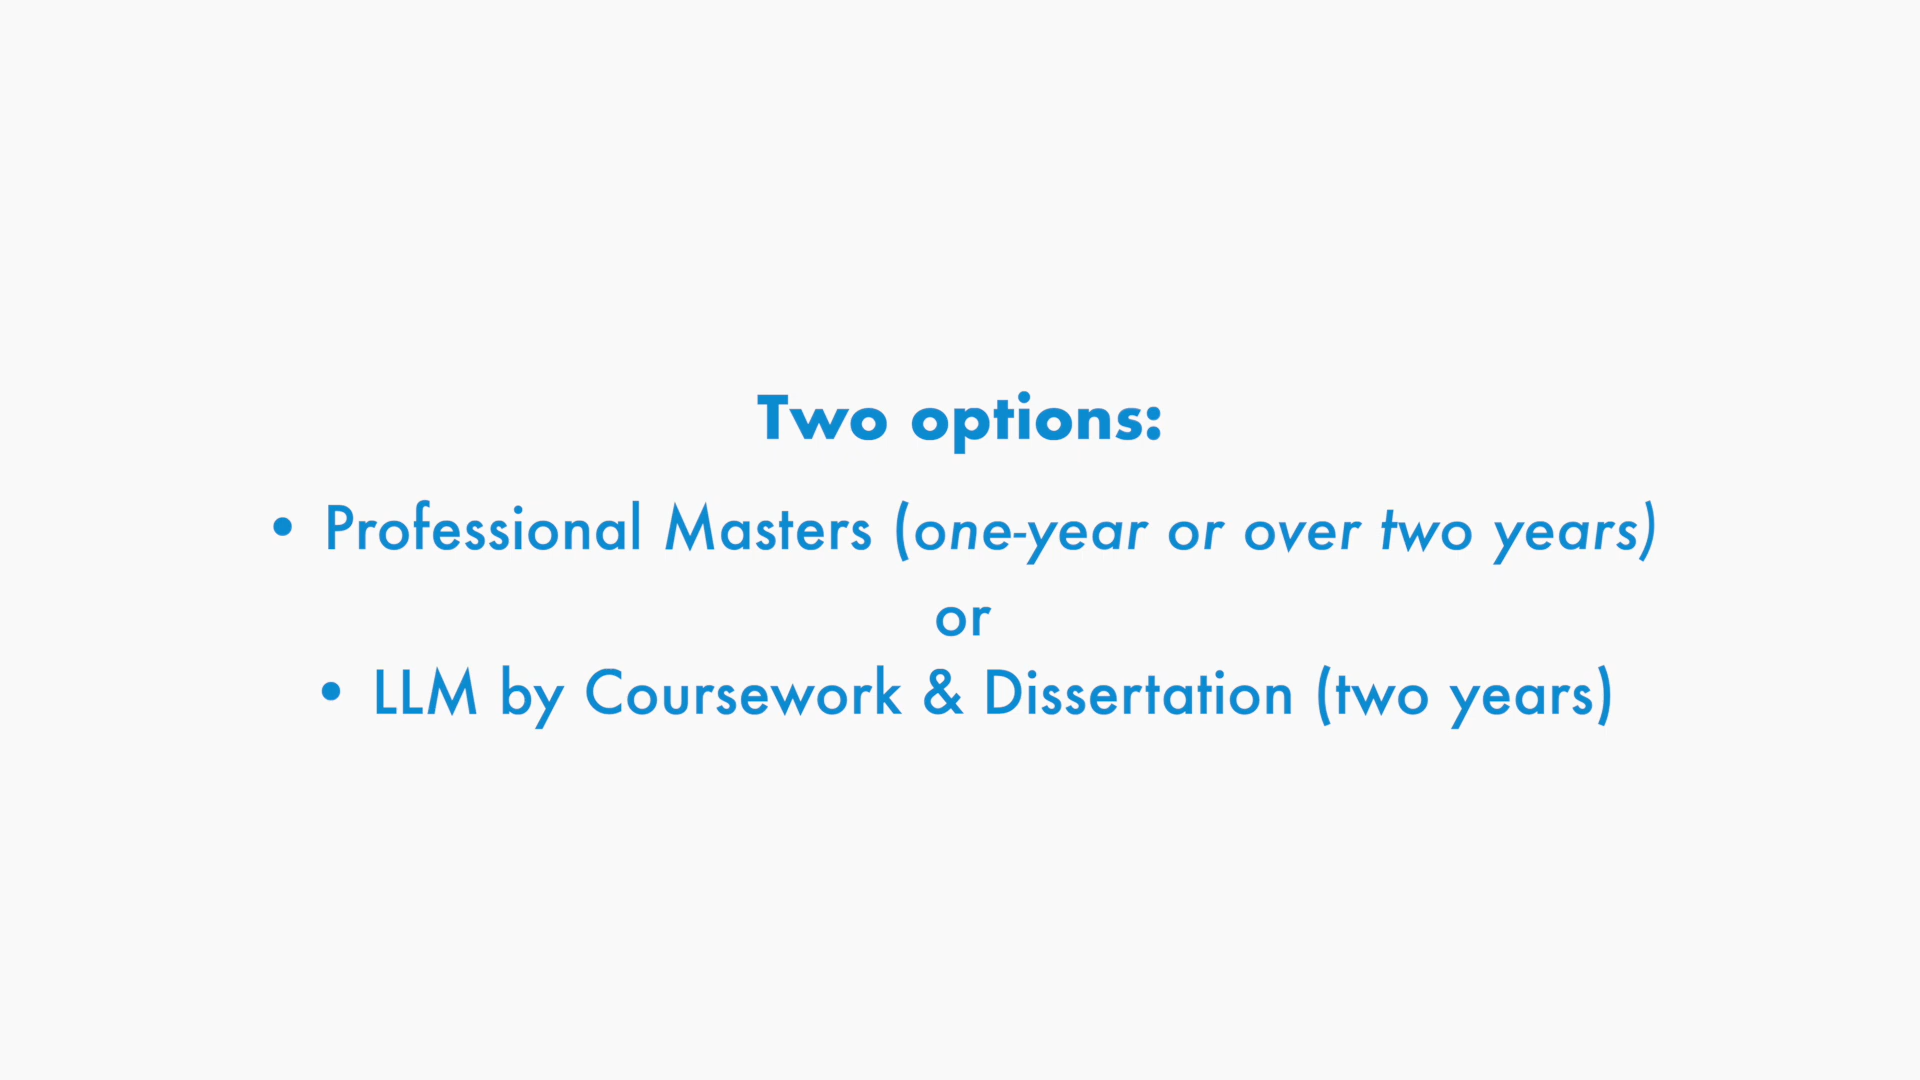 Two options:
• Professional Masters (one-year or over two years)
or
• LLM by Coursework & Dissertation (two years)